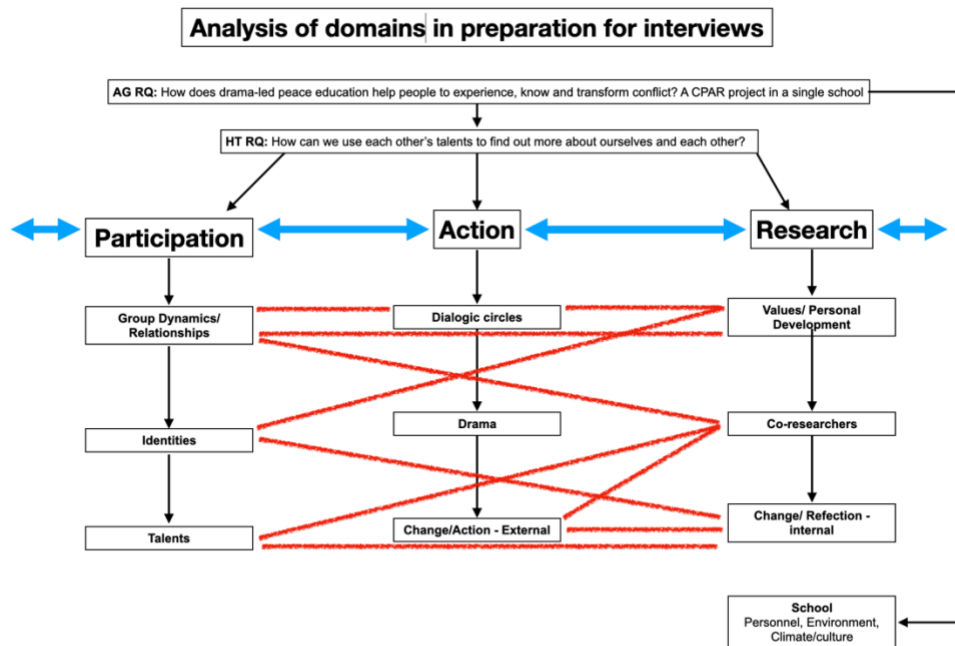 Analysis of domains in preparation for interviews
AG RQ: How does drama-led peace education help people to experience, know and transform conflict? A CPAR project in a single school
HT RQ: How can we use each other's talents to find out more about ourselves and each other?
Participation
Action
Research
Group Dynamics/
Relationships
Dialogic circles
Values/ Personal
Development
Identities
Drama
Co-researchers
Talents
Change/Action - External
Change/ Refection -
internal
School
Personnel, Environment,
Climate/culture